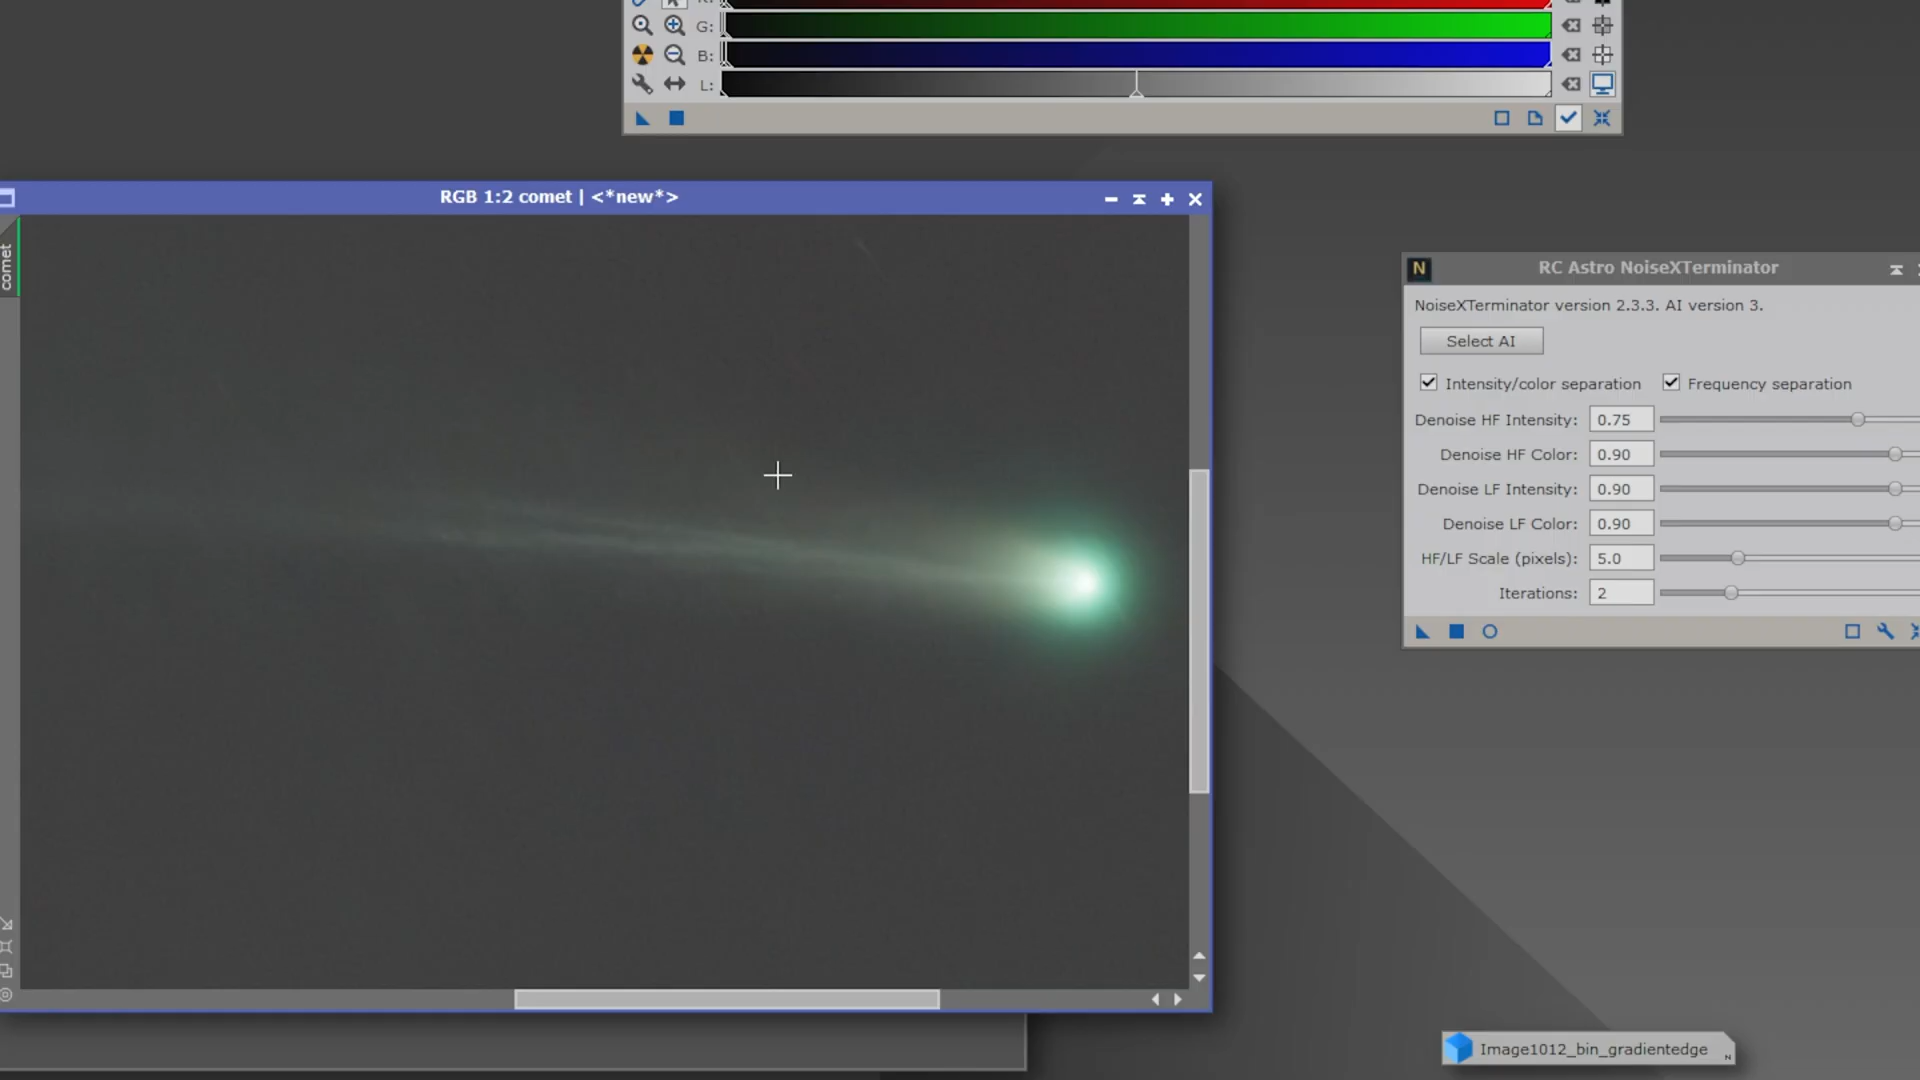 G:
B:
L:
RGB 1:2 comet | <*new*>
comet
N
RC Astro NoiseXTerminator
NoiseXTerminator version 2.3.3. AI version 3.
Select AI
Intensity/color separation
Frequency separation
Denoise HF Intensity: 0.75
Denoise HF Color: 0.90
Denoise LF Intensity: 0.90
Denoise LF Color: 0.90
HF/LF Scale (pixels): 5.0
Iterations: 2
Image1012_bin_gradientedge
N